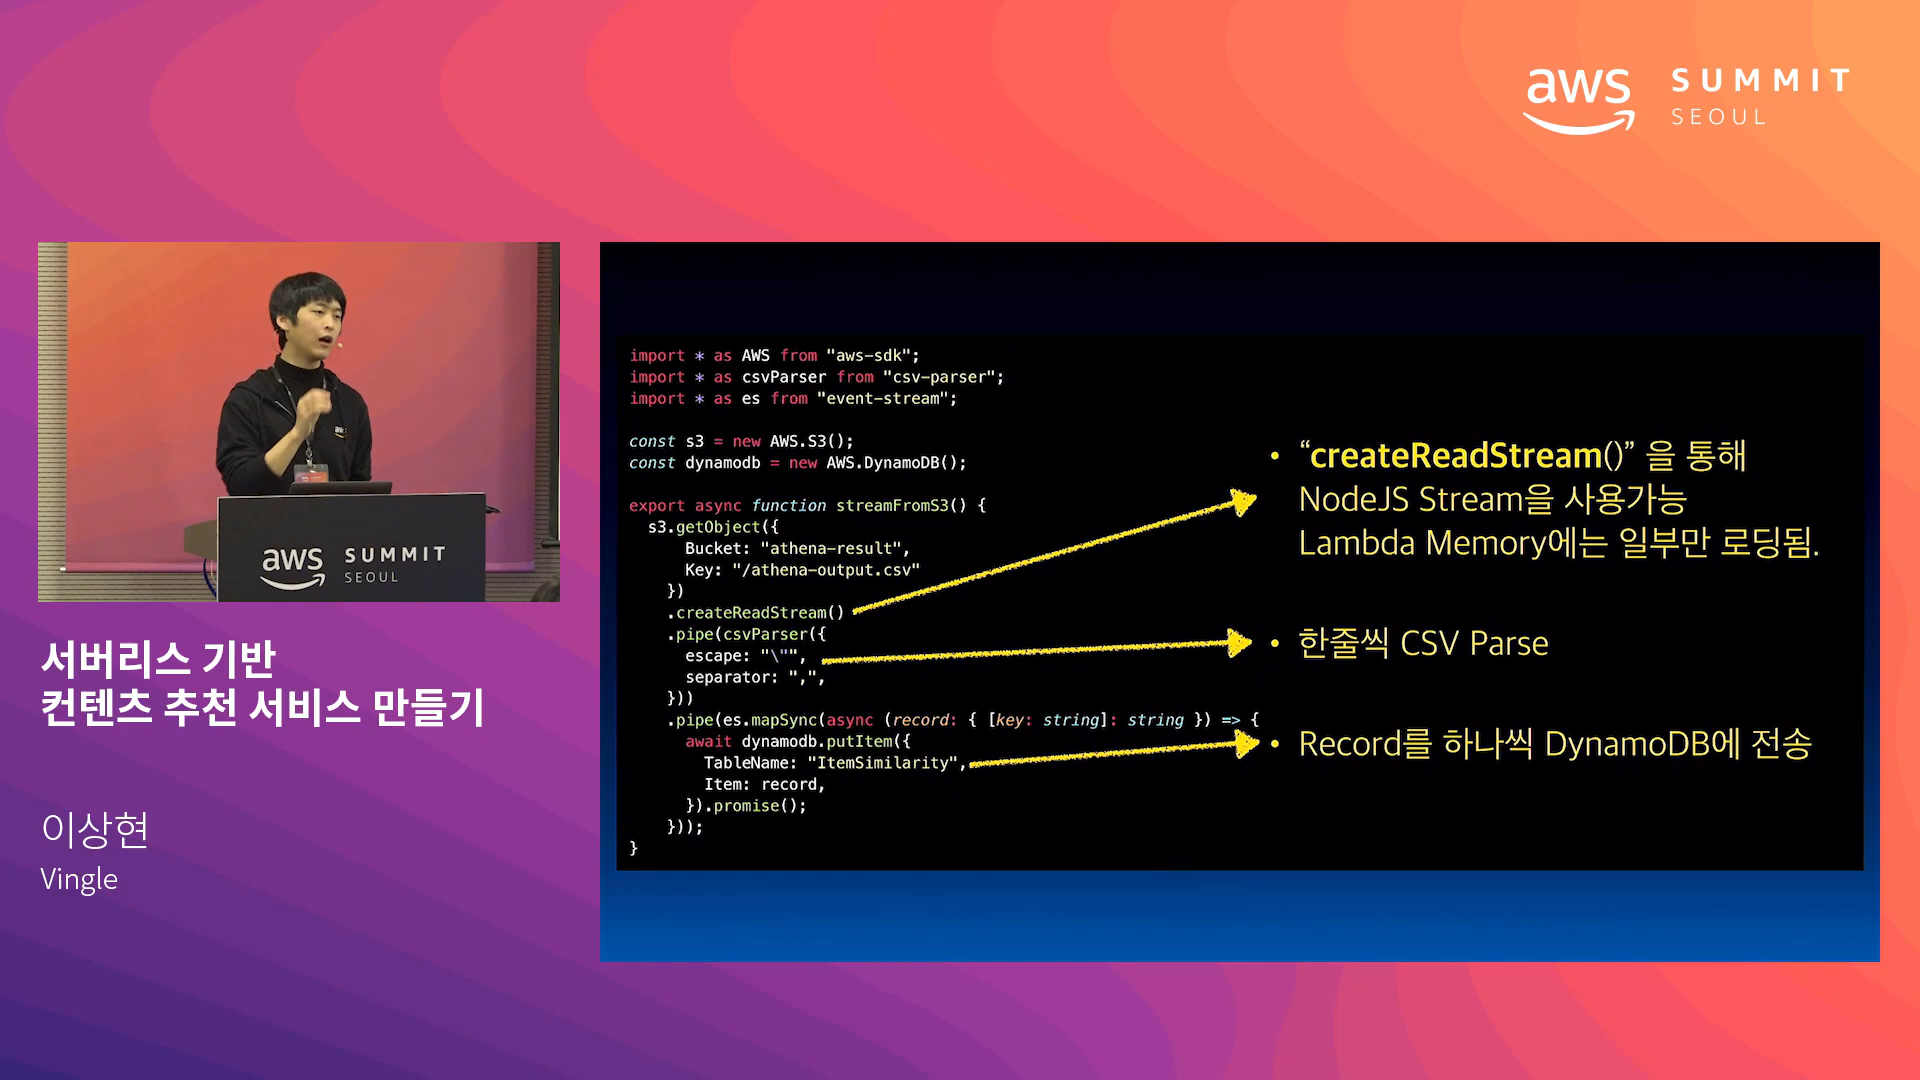 aws SUMMIT
SEOUL
aws SUMMIT
SEOUL
서버리스 기반
컨텐츠 추천 서비스 만들기
이상현
Vingle
import * as AWS from "aws-sdk";
import * as csvParser from "csv-parser";
import * as es from "event-stream";
const s3 = new AWS.S3();
const dynamodb = new AWS.DynamoDB();
export async function streamFromS3() {
s3.getObject({
Bucket: "athena-result",
Key: "/athena-output.csv"
})
.createReadStream()
.pipe(csvParser({
escape: "\"",
separator: ",",
}))
.pipe(es.mapSync(async (record: { [key: string]: string }) => {
await dynamodb.putItem({
TableName: "ItemSimilarity",
Item: record,
}).promise();
}));
}
• “createReadStream()” 을 통해
NodeJS Stream을 사용가능
Lambda Memory에는 일부만 로딩됨.
• 한줄씩 CSV Parse
• Record를 하나씩 DynamoDB에 전송